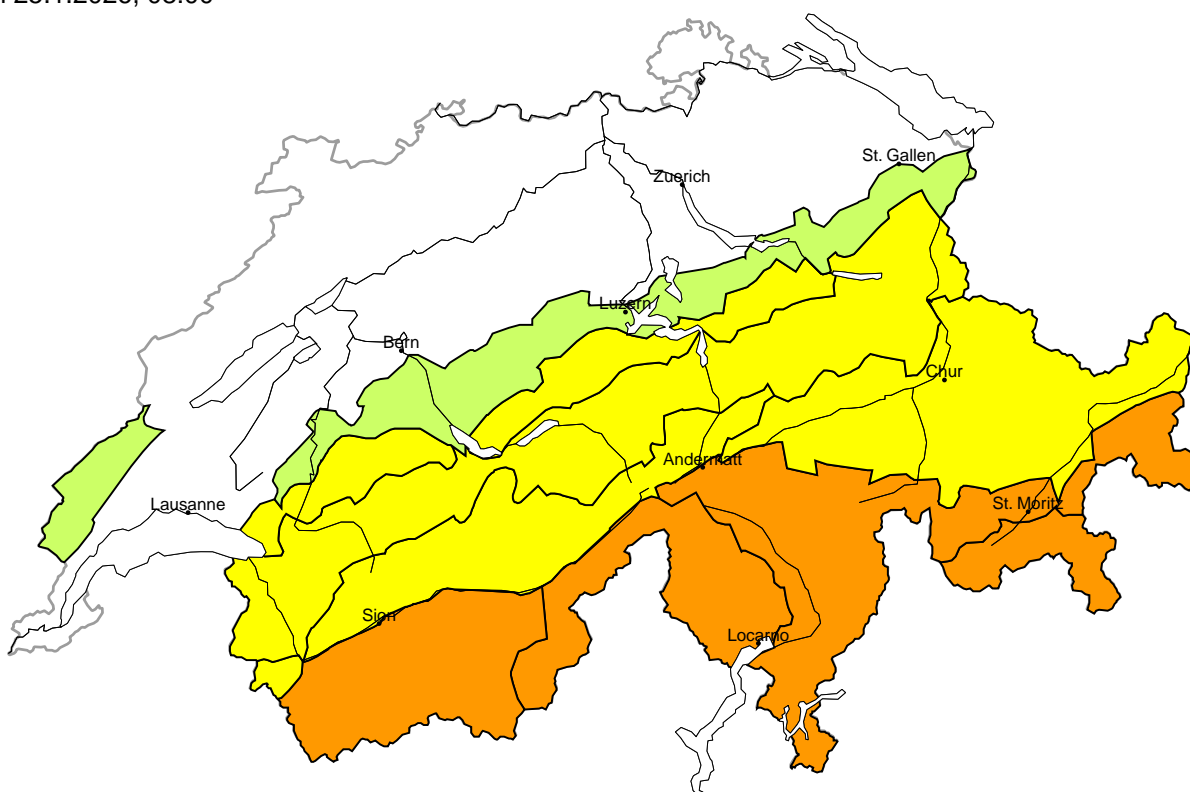 St. Gallen
Zuerich
Luzern
Bern
Chur
Andermatt
Lausanne
St. Moritz
Sion
Locarno